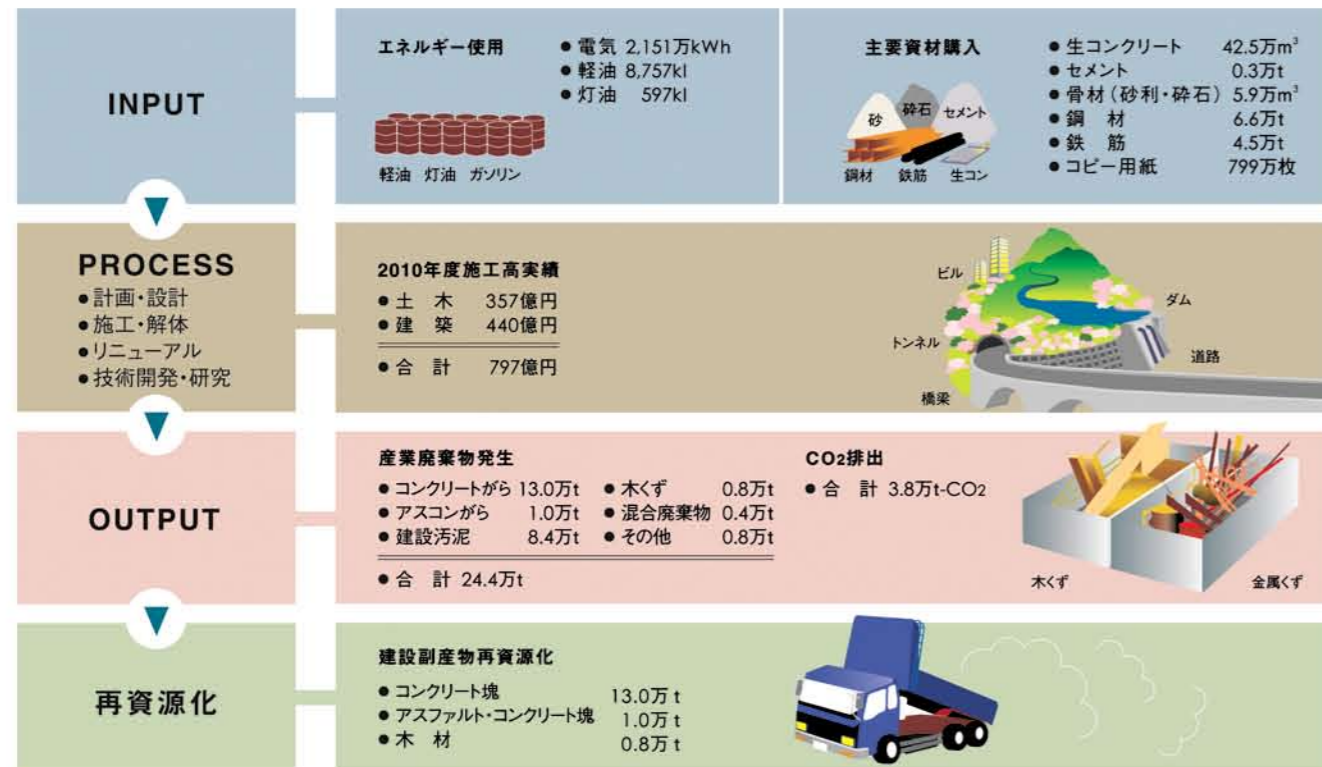 INPUT
エネルギー使用
● 電気 2,151万kWh
● 軽油 8,757kl
● 灯油 597kl
軽油 灯油 ガソリン
主要資材購入
砂 砕石 セメント
鋼材 鉄筋 生コン
● 生コンクリート 42.5万m³
● セメント 0.3万t
● 骨材(砂利・砕石) 5.9万m³
● 鋼 材 6.6万t
● 鉄 筋 4.5万t
● コピー用紙 799万枚
PROCESS
● 計画・設計
● 施工・解体
● リニューアル
● 技術開発・研究
2010年度施工高実績
● 土 木 357億円
● 建 築 440億円
● 合 計 797億円
ビル
ダム
トンネル
道路
橋梁
OUTPUT
産業廃棄物発生
● コンクリートがら 13.0万t ● 木くず 0.8万t
● アスコンがら 1.0万t ● 混合廃棄物 0.4万t
● 建設汚泥 8.4万t ● その他 0.8万t
● 合 計 24.4万t
CO2排出
● 合 計 3.8万t-CO2
木くず 金属くず
再資源化
建設副産物再資源化
● コンクリート塊 13.0万t
● アスファルト・コンクリート塊 1.0万t
● 木 材 0.8万t